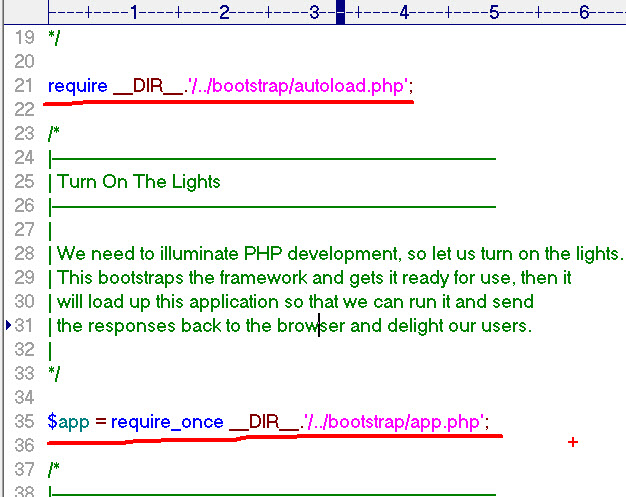 ----+----1----+----2----+----3----+----4----+----5----+----6----
19 */
20
21 require __DIR__.'/../bootstrap/autoload.php';
22
23 /*
24 |--------------------------------------------------------------------------
25 | Turn On The Lights
26 |--------------------------------------------------------------------------
27 |
28 | We need to illuminate PHP development, so let us turn on the lights.
29 | This bootstraps the framework and gets it ready for use, then it
30 | will load up this application so that we can run it and send
31 | the responses back to the browser and delight our users.
32 |
33 */
34
35 $app = require_once __DIR__.'/../bootstrap/app.php';
36
37 /*
38 |--------------------------------------------------------------------------